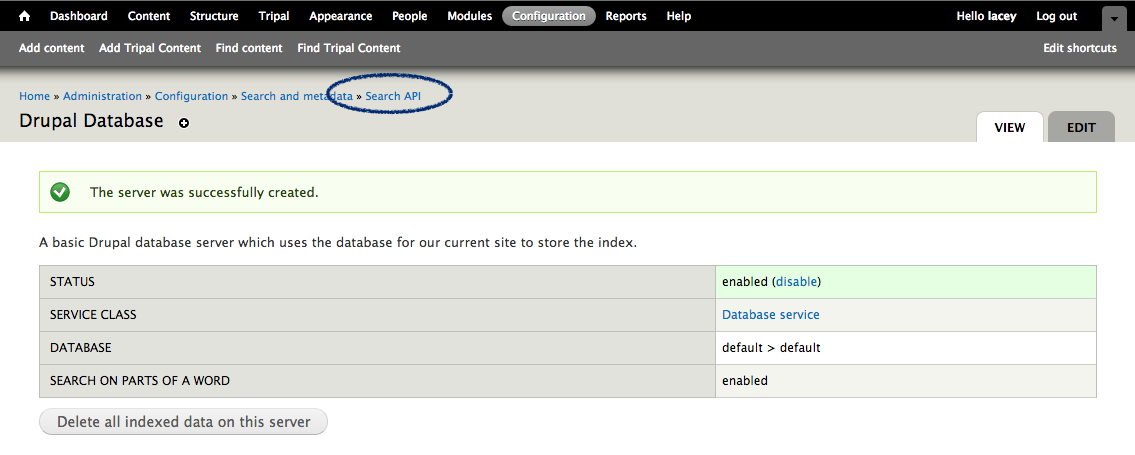 Dashboard Content Structure Tripal Appearance People Modules Configuration Reports Help Hello lacey Log out
Add content Add Tripal Content Find content Find Tripal Content Edit shortcuts
Home » Administration » Configuration » Search and metadata » Search API
Drupal Database
VIEW EDIT
The server was successfully created.
A basic Drupal database server which uses the database for our current site to store the index.
STATUS enabled (disable)
SERVICE CLASS Database service
DATABASE default > default
SEARCH ON PARTS OF A WORD enabled
Delete all indexed data on this server